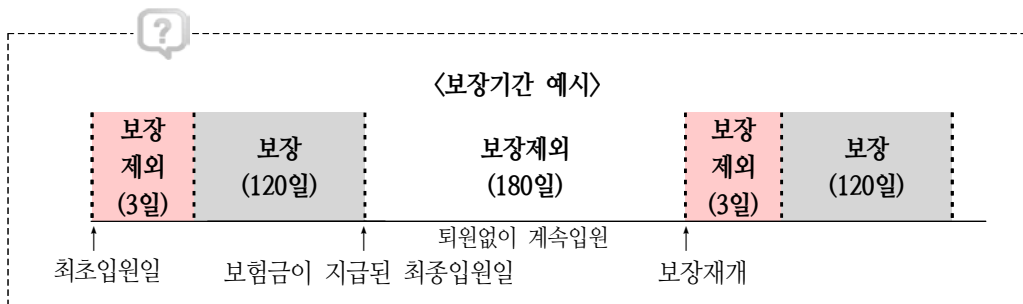 ?
〈보장기간 예시〉
보장
제외
(3일)
보장
(120일)
보장제외
(180일)
보장
제외
(3일)
보장
(120일)
퇴원없이 계속입원
최초입원일
보험금이 지급된 최종입원일
보장재개